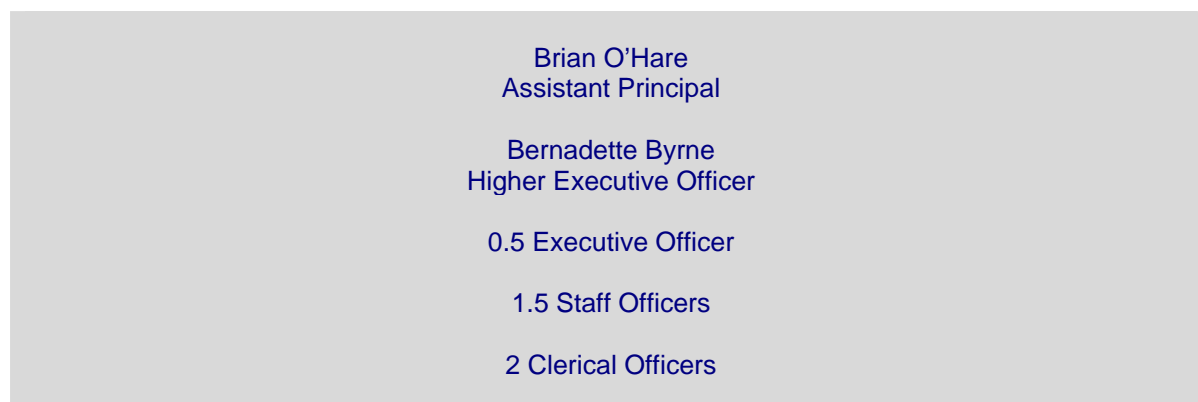 Brian O’Hare
Assistant Principal
Bernadette Byrne
Higher Executive Officer
0.5 Executive Officer
1.5 Staff Officers
2 Clerical Officers